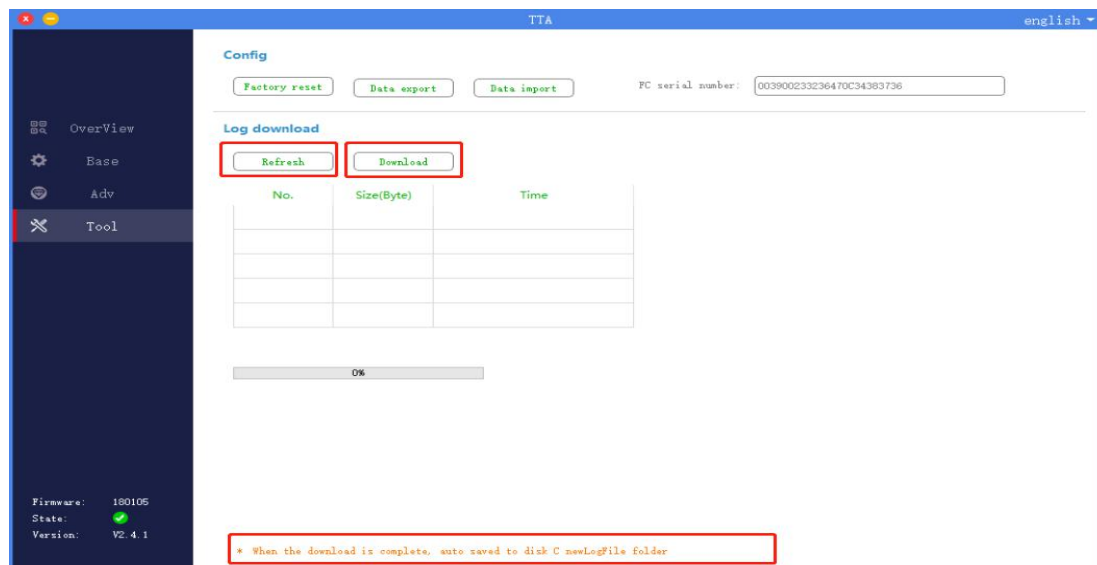 TTA
english
Config
Factory reset Data export Data import FC serial number: 003900233236470C34383736
OverView
Log download
Base
Refresh Download
Adv
No. Size(Byte) Time
Tool
0%
Firmware: 180105
State:
Version: V2.4.1
* When the download is complete, auto saved to disk C newLogFile folder